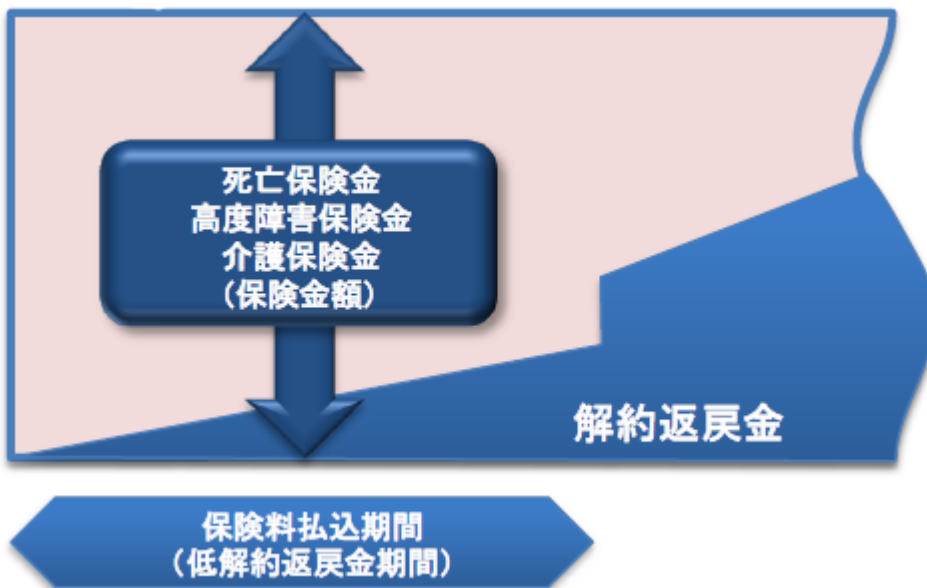 死亡保険金
高度障害保険金
介護保険金
(保険金額)
解約返戻金
保険料払込期間
(低解約返戻金期間)